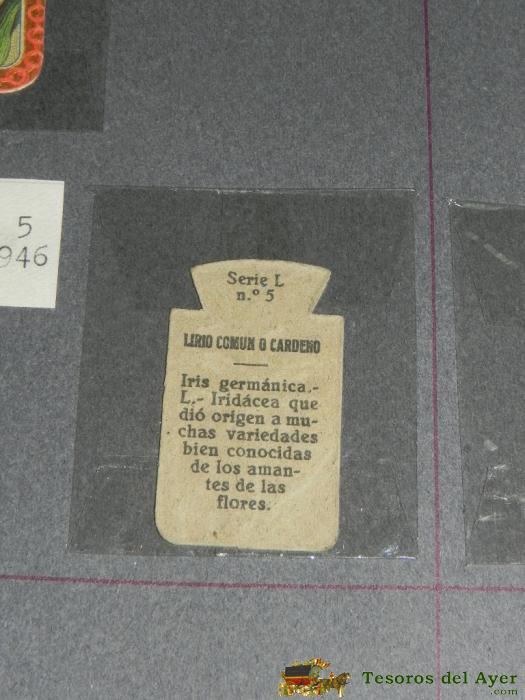 5
946
Serie L
n.º 5
LIRIO COMUN O CARDENO
Iris germánica.-
L.- Iridácea que
dió origen a mu-
chas variedades
bien conocidas
de los aman-
tes de las
flores.
Tesoros del Ayer
.com